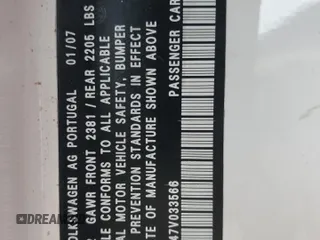 OLKSWAGEN AG PORTUGAL 01/07
GAWR FRONT 2381 / REAR 2205 LBS
LE CONFORMS TO ALL APPLICABLE
AL MOTOR VEHICLE SAFETY, BUMPER
PREVENTION STANDARDS IN EFFECT
TE OF MANUFACTURE SHOWN ABOVE
47V033566 PASSENGER CAR